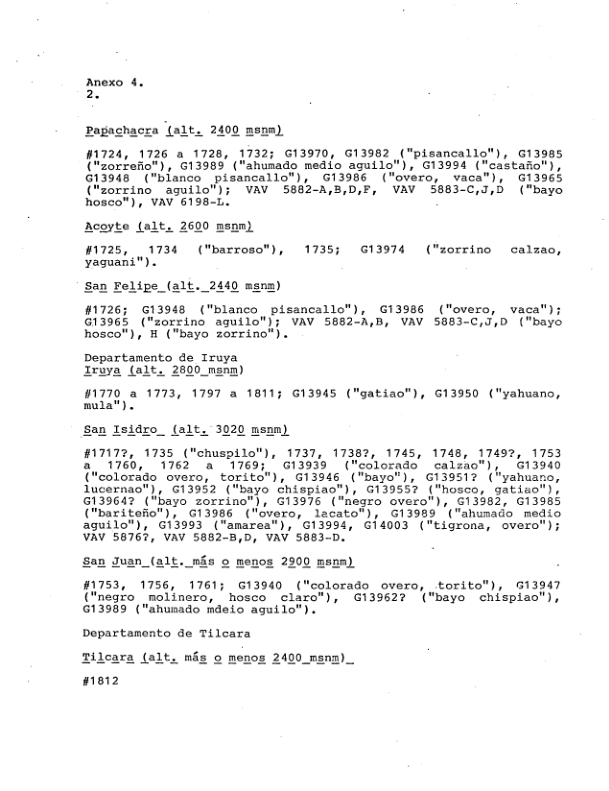 Anexo 4.
2.
Papachacra (alt. 2400 msnm)
#1724, 1726 a 1728, 1732; G13970, G13982 ("pisancallo"), G13985
("zorreño"), G13989 ("ahumado medio aguilo"), G13994 ("castaño"),
G13948 ("blanco pisancallo"), G13986 ("overo, vaca"), G13965
("zorrino aguilo"); VAV 5882-A,B,D,F, VAV 5883-C,J,D ("bayo
hosco"), VAV 6198-L.
Acoyte (alt. 2600 msnm)
#1725, 1734 ("barroso"), 1735; G13974 ("zorrino calzao,
yaguani").
San Felipe (alt. 2440 msnm)
#1726; G13948 ("blanco pisancallo"), G13986 ("overo, vaca");
G13965 ("zorrino aguilo"); VAV 5882-A,B, VAV 5883-C,J,D ("bayo
hosco"), H ("bayo zorrino").
Departamento de Iruya
Iruya (alt. 2800 msnm)
#1770 a 1773, 1797 a 1811; G13945 ("gatiao"), G13950 ("yahuano,
mula").
San Isidro (alt. 3020 msnm)
#1717?, 1735 ("chuspilo"), 1737, 1738?, 1745, 1748, 1749?, 1753
a 1760, 1762 a 1769; G13939 ("colorado calzao"), G13940
("colorado overo, torito"), G13946 ("bayo"), G13951? ("yahuano,
lucernao"), G13952 ("bayo chispiao"), G13955? ("hosco, gatiao"),
G13964? ("bayo zorrino"), G13976 ("negro overo"), G13982, G13985
("bariteño"), G13986 ("overo, lacato"), G13989 ("ahumado medio
aguilo"), G13993 ("amarea"), G13994, G14003 ("tigrona, overo");
VAV 5876?, VAV 5882-B,D, VAV 5883-D.
San Juan (alt. más o menos 2900 msnm)
#1753, 1756, 1761; G13940 ("colorado overo, torito"), G13947
("negro molinero, hosco claro"), G13962? ("bayo chispiao"),
G13989 ("ahumado mdeio aguilo").
Departamento de Tilcara
Tilcara (alt. más o menos 2400 msnm)
#1812